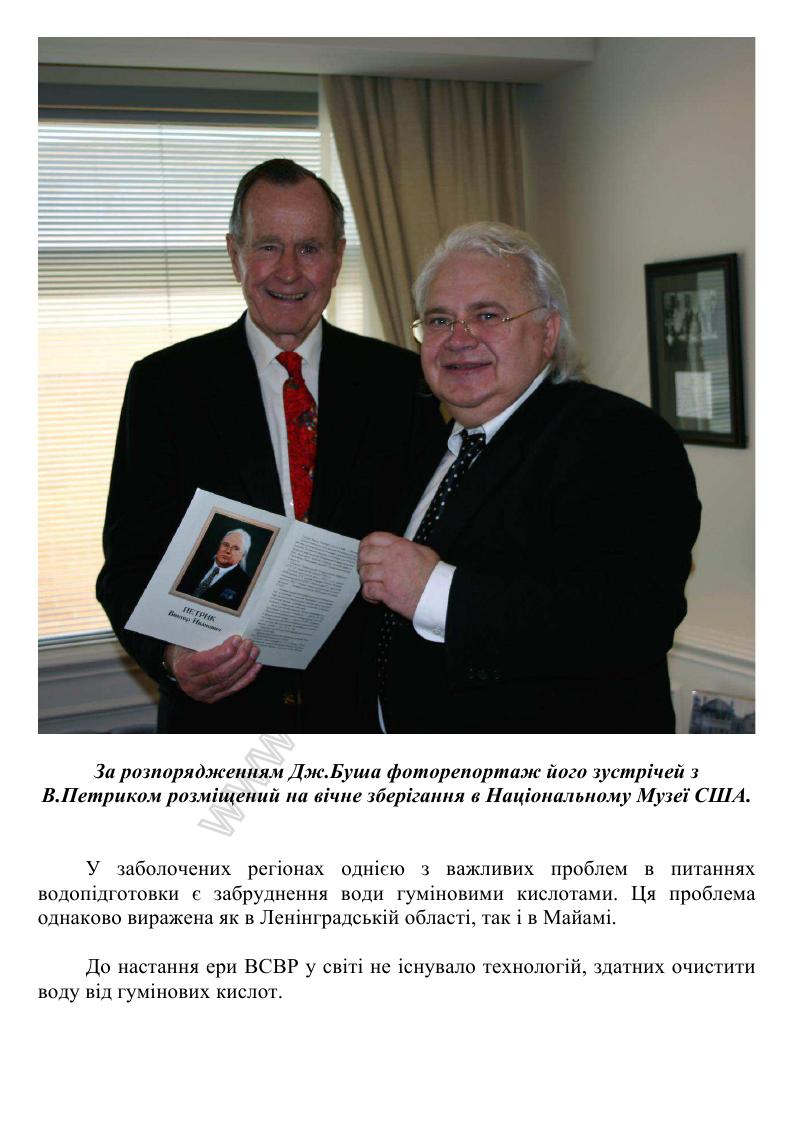 ПЕТРИК
Виктор Иванович
www
За розпорядженням Дж.Буша фоторепортаж його зустрічей з
В.Петриком розміщений на вічне зберігання в Національному Музеї США.
У заболочених регіонах однією з важливих проблем в питаннях
водопідготовки є забруднення води гуміновими кислотами. Ця проблема
однаково виражена як в Ленінградській області, так і в Майамі.
До настання ери ВСВР у світі не існувало технологій, здатних очистити
воду від гумінових кислот.